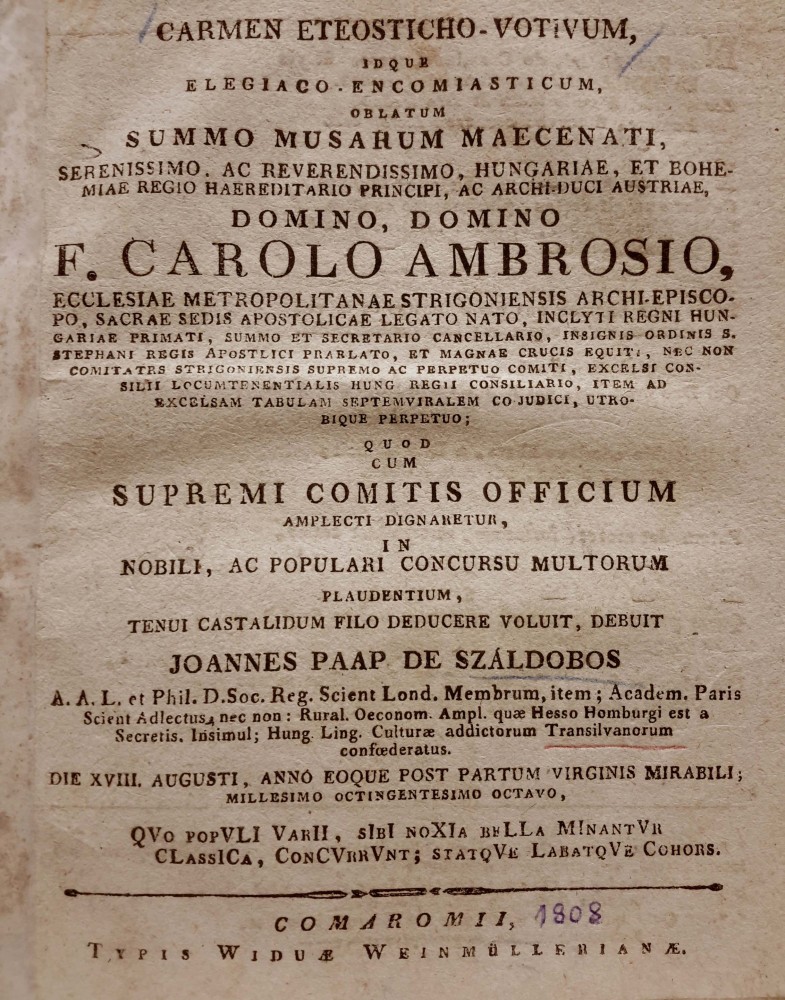 CARMEN ETEOSTICHO-VOTiVUM,
IDQUE
ELEGIACO-ENCOMIASTICUM,
OBLATUM
SUMMO MUSARUM MAECENATI,
SERENISSIMO. AC REVERENDISSIMO, HUNGARIAE, ET BOHE-
MIAE REGIO HAEREDITARIO PRINCIPI, AC ARCHI-DUCI AUSTRIAE,
DOMINO, DOMINO
F. CAROLO AMBROSIO,
ECCLESIAE METROPOLITANAE STRIGONIENSIS ARCHI-EPISCO-
PO, SACRAE SEDIS APOSTOLICAE LEGATO NATO, INCLYTI REGNI HUN-
GARIAE PRIMATI, SUMMO ET SECRETARIO CANCELLARIO, INSIGNIS ORDINIS S.
STEPHANI REGIS APOSTLICI PRARLATO, ET MAGNAE CRUCIS EQUITI, NEC NON
COMITATRS STRIGONIENSIS SUPREMO AC PERPETUO COMITI, EXCELSI CON-
SILII LOCUMTENENTIALIS HUNG REGII CONSILIARIO, ITEM AD
EXCELSAM TABULAM SEPTEMVIRALEM CO JUDICI, UTRO-
BIQUE PERPETUO;
QUOD
CUM
SUPREMI COMITIS OFFICIUM
AMPLECTI DIGNARETUR,
IN
NOBILI, AC POPULARI CONCURSU MULTORUM
PLAUDENTIUM,
TENUI CASTALIDUM FILO DEDUCERE VOLUIT, DEBUIT
JOANNES PAAP DE SZÁLDOBOS
A. A. L. et Phil. D. Soc. Reg. Scient Lond. Membrum, item; Academ. Paris
Scient Adlectus, nec non: Rural. Oeconom. Ampl. quæ Hesso Homburgi est a
Secretis. Insimul; Hung. Ling. Culturæ addictorum Transilvanorum
confœderatus.
DIE XVIII. AUGUSTI, ANNO EOQUE POST PARTUM VIRGINIS MIRABILI;
MILLESIMO OCTINGENTESIMO OCTAVO,
QVo popVLI VarII, sIbI noXIa beLLa MInantVr
CLassICa, ConCVrrVnt; statqVe LabatqVe Cohors.
COMAROMII, 1808
TYPIS WIDUÆ WEINMÜLLERIANÆ.